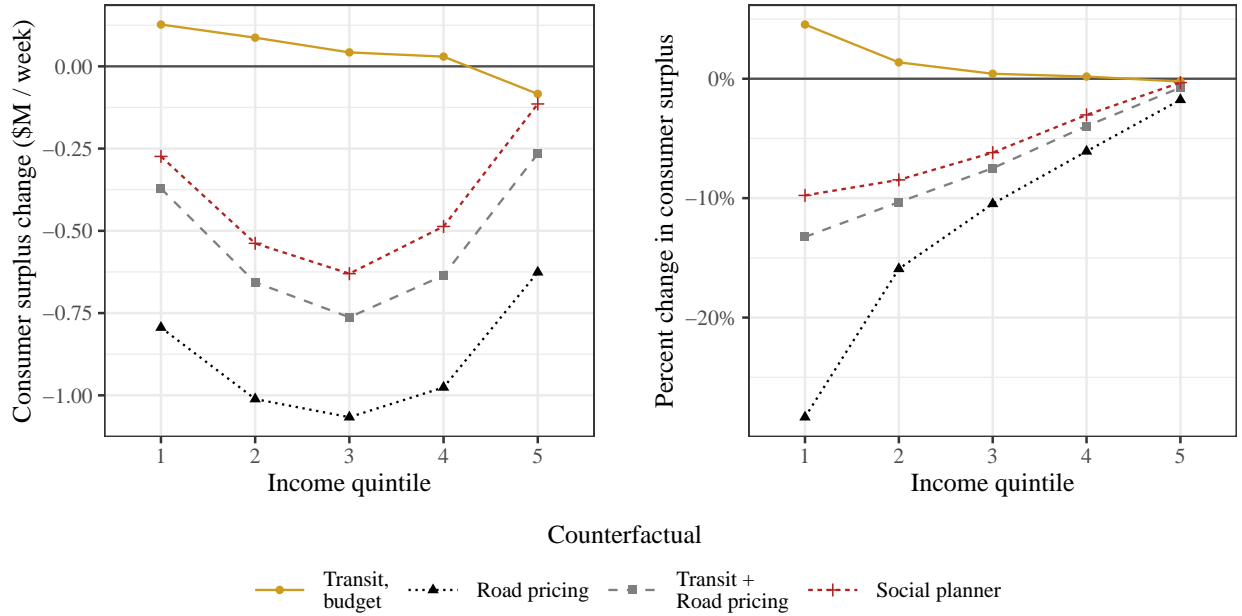 Consumer surplus change ($M / week)
0.00
−0.25
−0.50
−0.75
−1.00
1 2 3 4 5
Income quintile
Percent change in consumer surplus
0%
−10%
−20%
1 2 3 4 5
Income quintile
Counterfactual
Transit,
budget
Road pricing
Transit +
Road pricing
Social planner